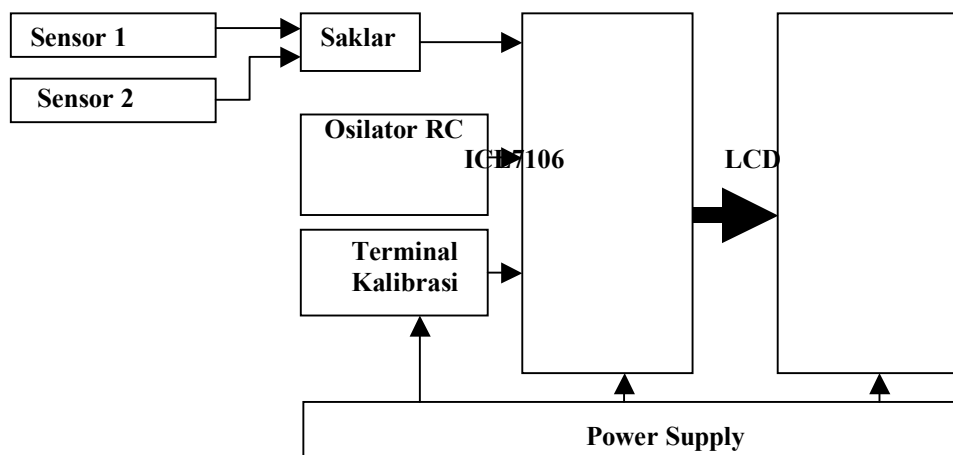 Sensor 1
Saklar
Sensor 2
Osilator RC
ICL7106
LCD
Terminal
Kalibrasi
Power Supply